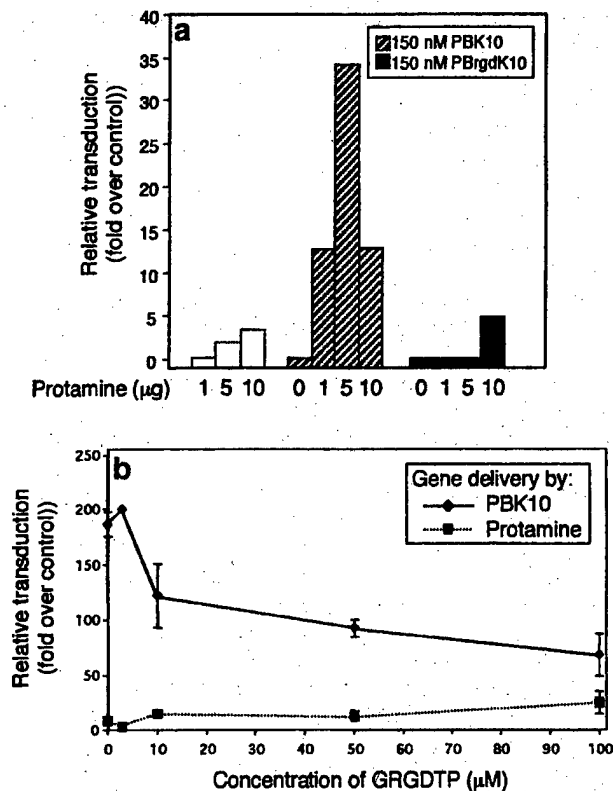 a
150 nM PBK10
150 nM PBrgdK10
Relative transduction
(fold over control))
40
35
30
25
20
15
10
5
0
Protamine (µg) 1 5 10 0 1 5 10 0 1 5 10
b
Gene delivery by:
PBK10
Protamine
Relative transduction
(fold over control))
250
200
150
100
50
0
0 10 20 30 40 50 60 70 80 90 100
Concentration of GRGDTP (µM)